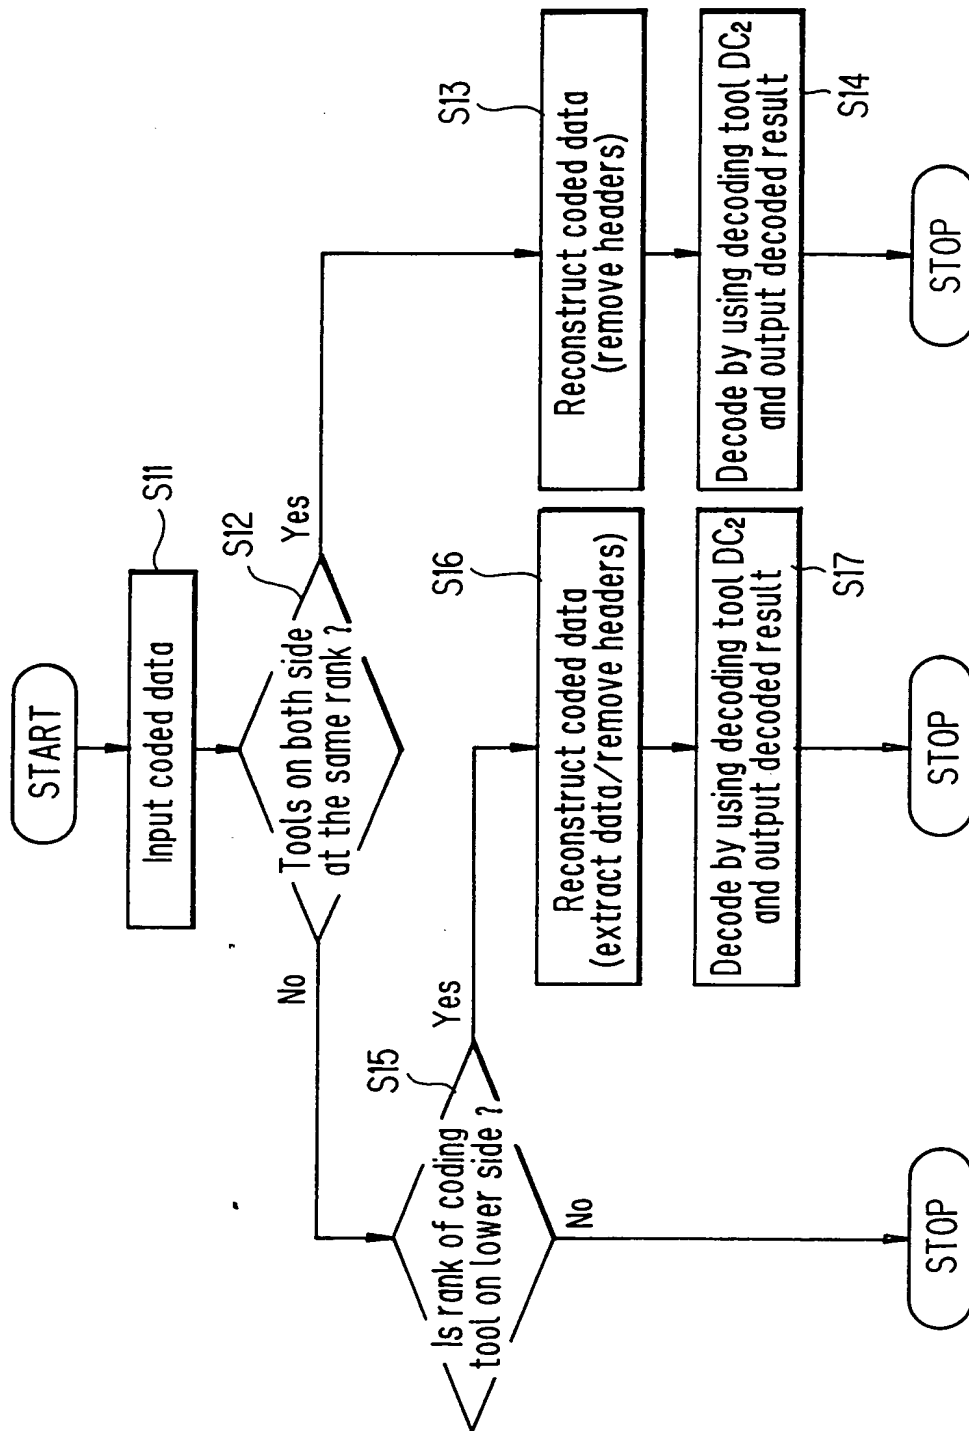 START
Input coded data
S11
Tools on both side
at the same rank ?
S12
Yes
No
Reconstruct coded data
(remove headers)
S13
Decode by using decoding tool DC2
and output decoded result
S14
STOP
Is rank of coding
tool on lower side ?
S15
Yes
No
Reconstruct coded data
(extract data/remove headers)
S16
Decode by using decoding tool DC2
and output decoded result
S17
STOP
STOP